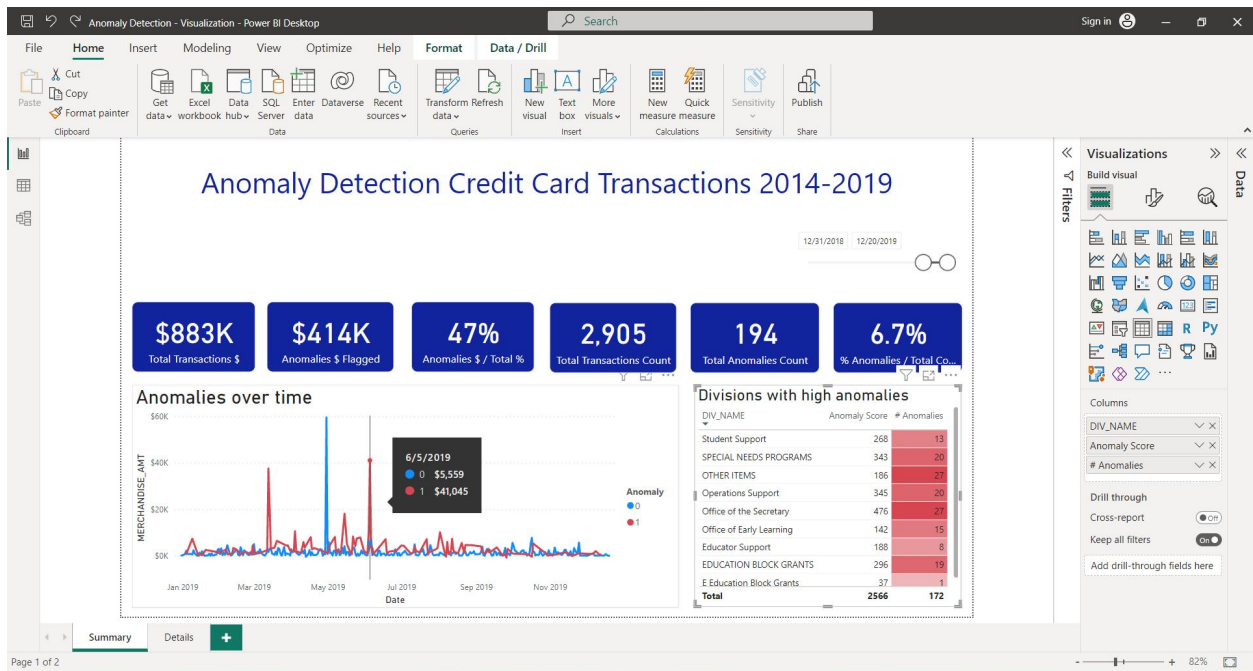 Anomaly Detection - Visualization - Power BI Desktop
Search
Sign in
File Home Insert Modeling View Optimize Help Format Data / Drill
Paste
Cut
Copy
Format painter
Clipboard
Get data
Excel workbook
Data hub
SQL Server
Enter data
Dataverse
Recent sources
Data
Transform data
Refresh
Queries
New visual
Text box
More visuals
Insert
New measure
Quick measure
Calculations
Sensitivity
Sensitivity
Publish
Share
Anomaly Detection Credit Card Transactions 2014-2019
12/31/2018 12/20/2019
$883K
Total Transactions $
$414K
Anomalies $ Flagged
47%
Anomalies $ / Total %
2,905
Total Transactions Count
194
Total Anomalies Count
6.7%
% Anomalies / Total Co...
Anomalies over time
MERCHANDISE_AMT
$60K
$40K
$20K
$0K
Jan 2019 Mar 2019 May 2019 Jul 2019 Sep 2019 Nov 2019
Date
6/5/2019
0 $5,559
1 $41,045
Anomaly
0
1
Divisions with high anomalies
DIV_NAME Anomaly Score # Anomalies
Student Support 268 13
SPECIAL NEEDS PROGRAMS 343 20
OTHER ITEMS 186 27
Operations Support 345 20
Office of the Secretary 476 27
Office of Early Learning 142 15
Educator Support 188 8
EDUCATION BLOCK GRANTS 296 19
E Education Block Grants 37 1
Total 2566 172
Filters
Visualizations
Build visual
123
R Py
Columns
DIV_NAME
Anomaly Score
# Anomalies
Drill through
Cross-report Off
Keep all filters On
Add drill-through fields here
Data
Summary Details +
Page 1 of 2
- + 82%